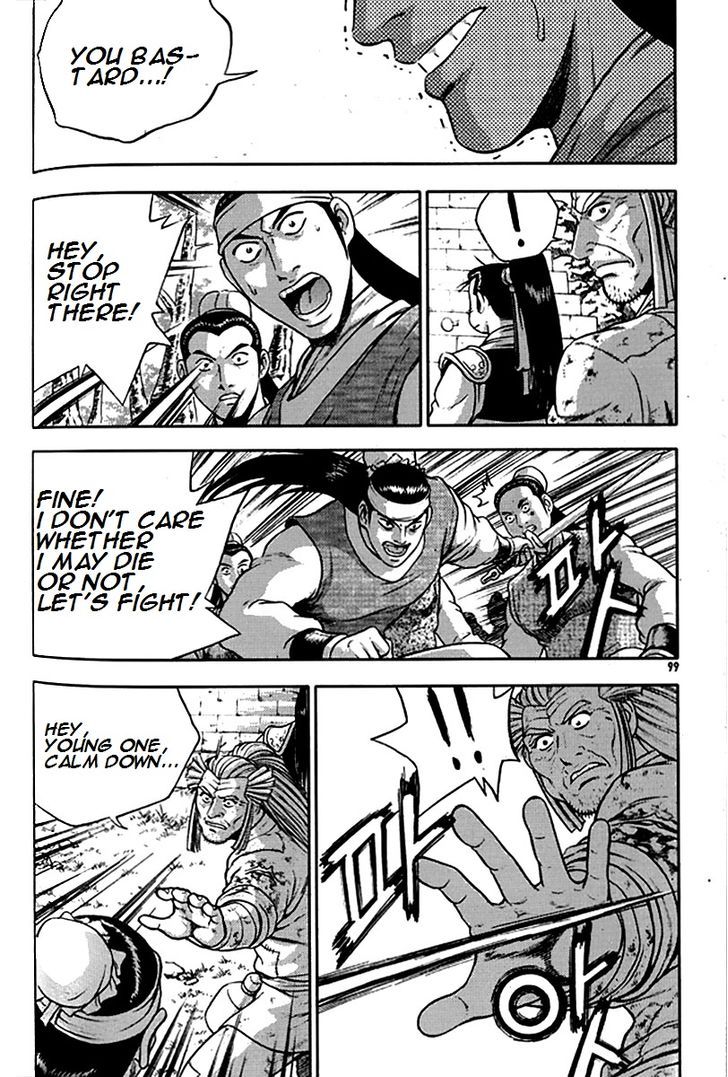 YOU BAS-
TARD...!
!
HEY,
STOP
RIGHT
THERE!
FINE!
I DON'T CARE
WHETHER
I MAY DIE
OR NOT,
LET'S FIGHT!
파
ㅅ
99
HEY,
YOUNG ONE,
CALM DOWN...
!!
파
아
ㅅ